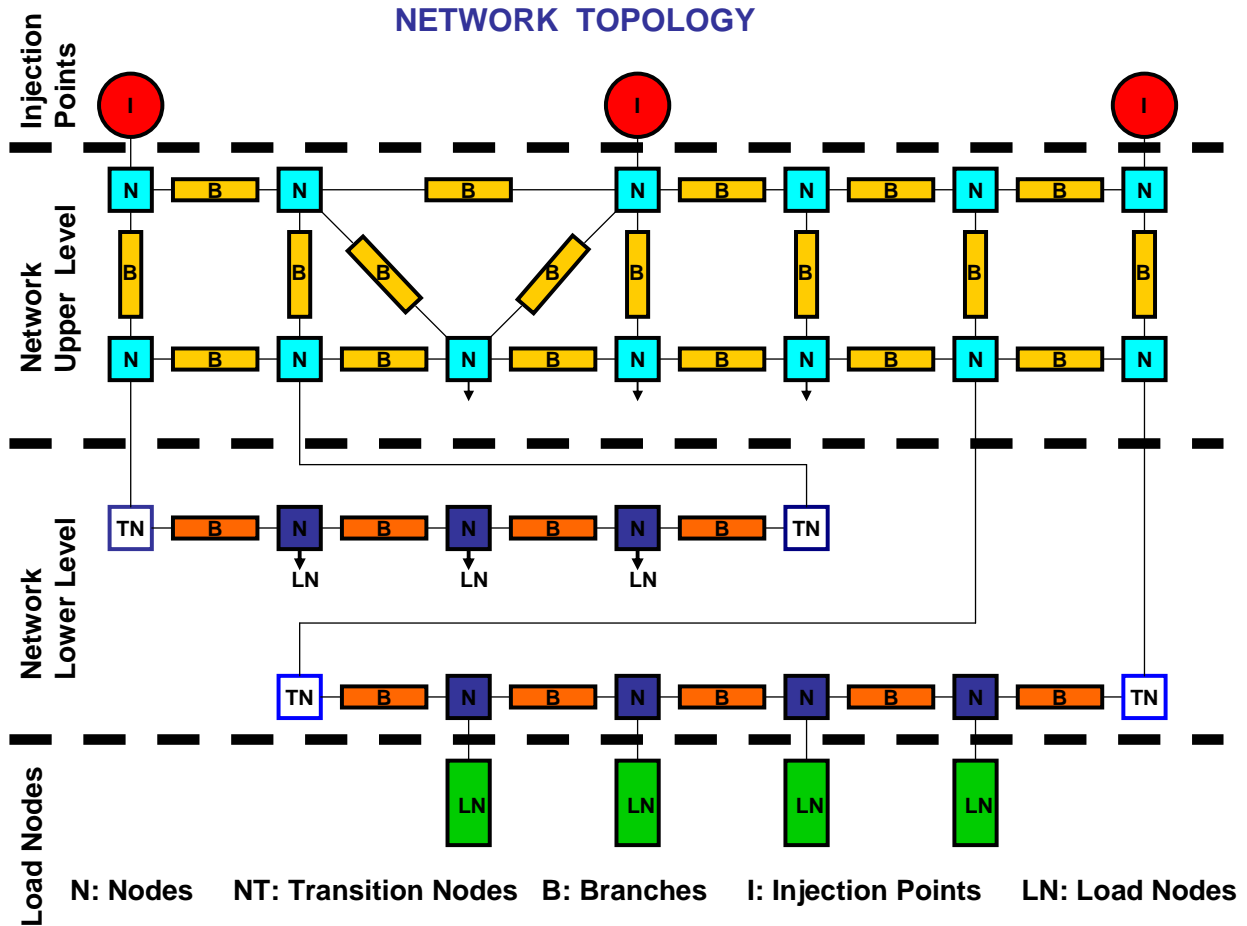 NETWORK TOPOLOGY
Injection
Points
I I I
N B N B N B N B N B N
B B B B B B B B
Network
Upper Level
N B N B N B N B N B N B N
TN B N B N B N B TN
LN LN LN
Network
Lower Level
TN B N B N B N B N B TN
LN LN LN LN
Load Nodes
N: Nodes NT: Transition Nodes B: Branches I: Injection Points LN: Load Nodes